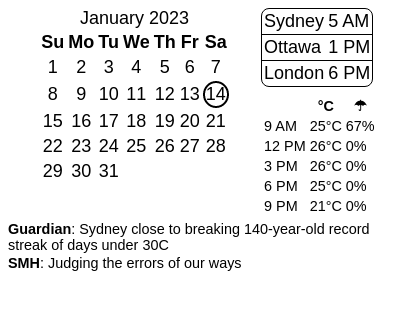 January 2023
Su Mo Tu We Th Fr Sa
1 2 3 4 5 6 7
8 9 10 11 12 13 14
15 16 17 18 19 20 21
22 23 24 25 26 27 28
29 30 31
Sydney 5 AM
Ottawa 1 PM
London 6 PM
°C ☂
9 AM 25°C 67%
12 PM 26°C 0%
3 PM 26°C 0%
6 PM 25°C 0%
9 PM 21°C 0%
Guardian: Sydney close to breaking 140-year-old record
streak of days under 30C
SMH: Judging the errors of our ways